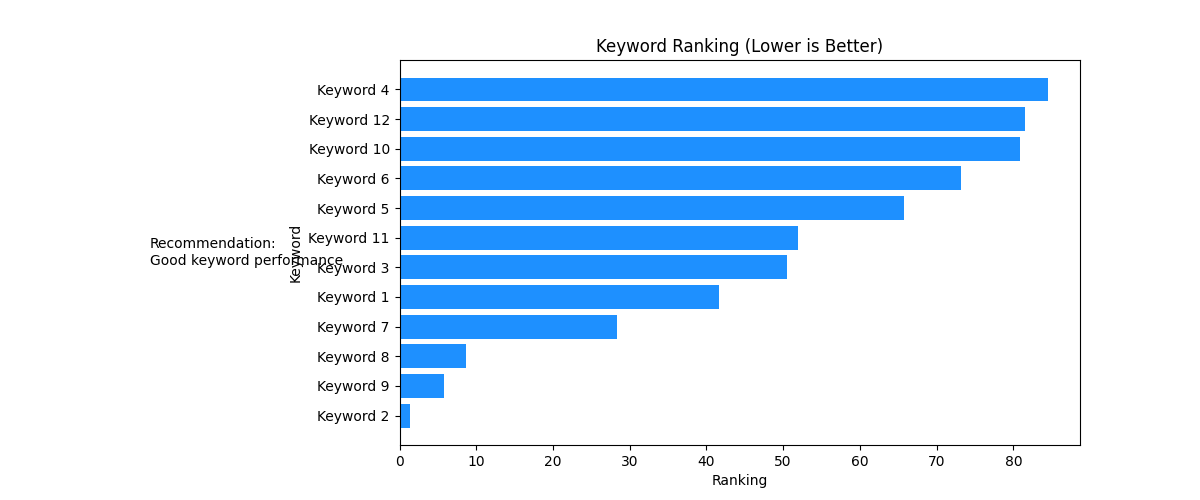 Keyword Ranking (Lower is Better)
Keyword 4
Keyword 12
Keyword 10
Keyword 6
Keyword 5
Keyword 11
Keyword 3
Keyword 1
Keyword 7
Keyword 8
Keyword 9
Keyword 2
Keyword
Recommendation:
Good keyword performance
0 10 20 30 40 50 60 70 80
Ranking